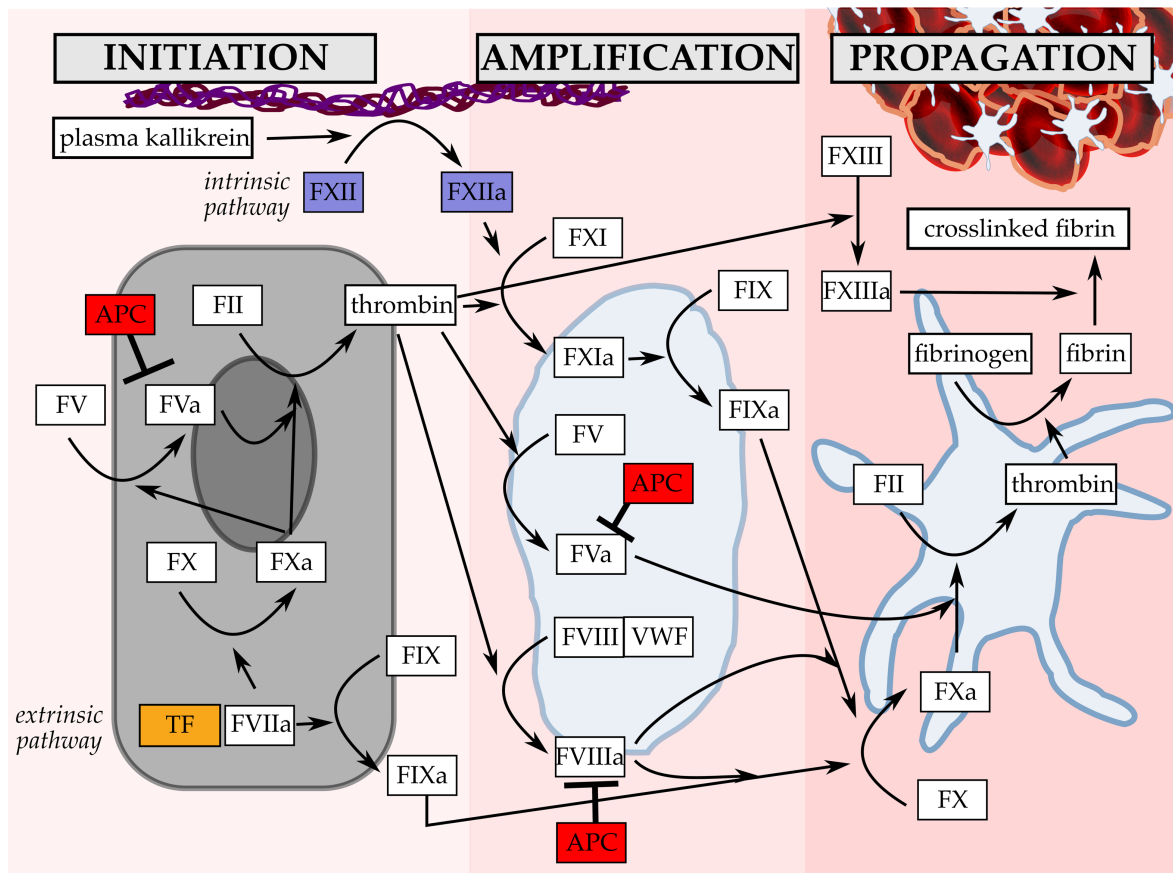 INITIATION
AMPLIFICATION
PROPAGATION
plasma kallikrein
intrinsic
pathway
FXII
FXIIa
FXIII
FXI
crosslinked fibrin
APC
FII
thrombin
FIX
FXIIIa
FXIa
fibrinogen
fibrin
FV
FVa
FIXa
FV
APC
FII
thrombin
FX
FXa
FVa
FVIII
VWF
FIX
FXa
extrinsic
pathway
TF
FVIIa
FIXa
FVIIIa
FX
APC